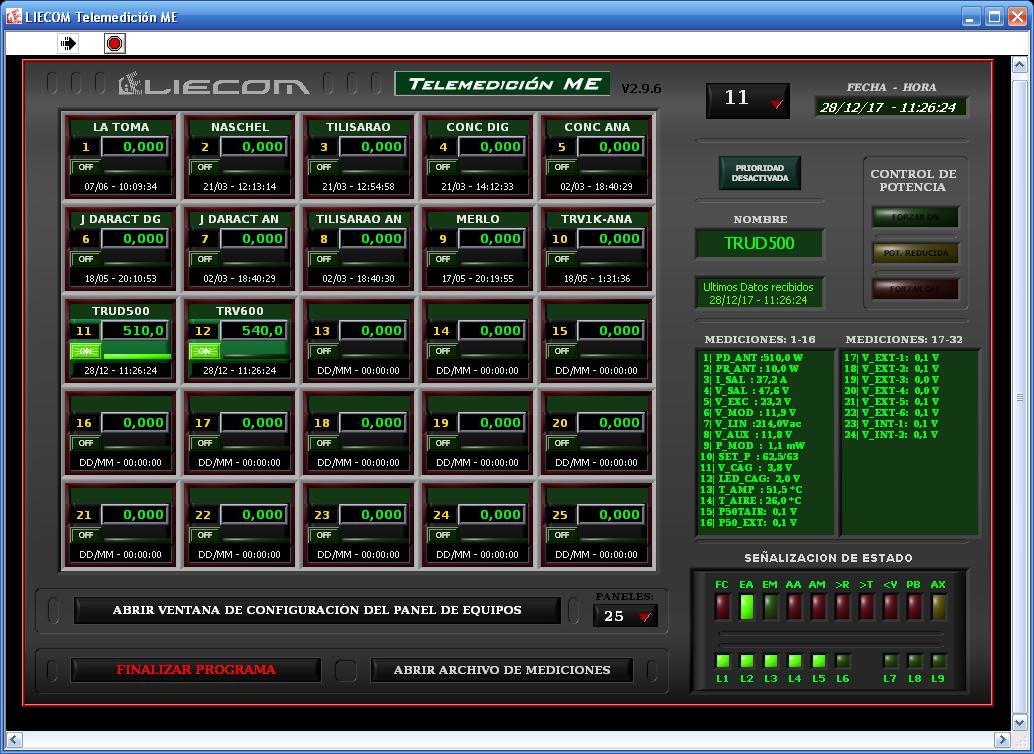 LIECOM Telemedición ME
LIECOM
TELEMEDICIÓN ME
V2.9.6
11
FECHA - HORA
28/12/17 - 11:26:24
LA TOMA
1 0,000
OFF
07/06 - 10:09:34
NASCHEL
2 0,000
OFF
21/03 - 12:13:14
TILISARAO
3 0,000
OFF
21/03 - 12:54:58
CONC DIG
4 0,000
OFF
21/03 - 14:12:33
CONC ANA
5 0,000
OFF
02/03 - 18:40:29
J DARACT DG
6 0,000
OFF
18/05 - 20:10:53
J DARACT AN
7 0,000
OFF
02/03 - 18:40:29
TILISARAO AN
8 0,000
OFF
02/03 - 18:40:30
MERLO
9 0,000
OFF
17/05 - 20:19:55
TRV1K-ANA
10 0,000
OFF
18/05 - 1:31:36
TRUD500
11 510,0
ON
28/12 - 11:26:24
TRV600
12 540,0
ON
28/12 - 11:26:24
13 0,000
OFF
DD/MM - 00:00:00
14 0,000
OFF
DD/MM - 00:00:00
15 0,000
OFF
DD/MM - 00:00:00
16 0,000
OFF
DD/MM - 00:00:00
17 0,000
OFF
DD/MM - 00:00:00
18 0,000
OFF
DD/MM - 00:00:00
19 0,000
OFF
DD/MM - 00:00:00
20 0,000
OFF
DD/MM - 00:00:00
21 0,000
OFF
DD/MM - 00:00:00
22 0,000
OFF
DD/MM - 00:00:00
23 0,000
OFF
DD/MM - 00:00:00
24 0,000
OFF
DD/MM - 00:00:00
25 0,000
OFF
DD/MM - 00:00:00
ABRIR VENTANA DE CONFIGURACIÓN DEL PANEL DE EQUIPOS
PANELES:
25
FINALIZAR PROGRAMA
ABRIR ARCHIVO DE MEDICIONES
PRIORIDAD
DESACTIVADA
NOMBRE
TRUD500
Ultimos Datos recibidos
28/12/17 - 11:26:24
CONTROL DE
POTENCIA
FORZAR ON
POT. REDUCIDA
FORZAR OFF
MEDICIONES: 1-16
1| PD_ANT :510,0 W
2| PR_ANT : 10,0 W
3| I_SAL : 37,2 A
4| V_SAL : 47,6 V
5| V_EXC : 23,2 V
6| V_MOD : 11,9 V
7| V_LIN :214,0Vac
8| V_AUX : 11,8 V
9| P_MOD : 1,1 mW
10| SET_P : 62,5/63
11| V_CAG : 3,8 V
12| LED_CAG: 2,0 V
13| T_AMP : 51,5 °C
14| T_AIRE : 26,0 °C
15| P50TAIR: 0,1 V
16| P50_EXT: 0,1 V
MEDICIONES: 17-32
17| V_EXT-1: 0,1 V
18| V_EXT-2: 0,1 V
19| V_EXT-3: 0,0 V
20| V_EXT-4: 0,0 V
21| V_EXT-5: 0,1 V
22| V_EXT-6: 0,1 V
23| V_INT-1: 0,1 V
24| V_INT-2: 0,1 V
SEÑALIZACION DE ESTADO
FC EA EM AA AM >R >T <V PB AX
L1 L2 L3 L4 L5 L6 L7 L8 L9